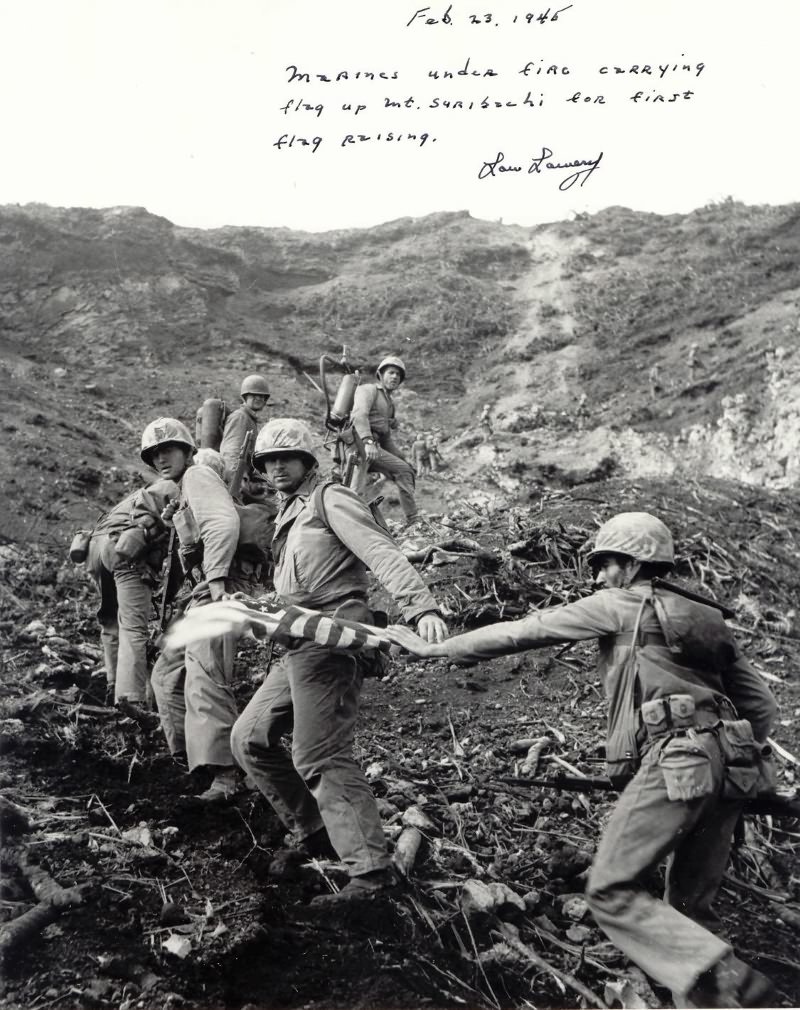 Feb. 23, 1945
Marines under fire carrying
flag up Mt. Suribachi for first
flag raising.
Lou Lowery